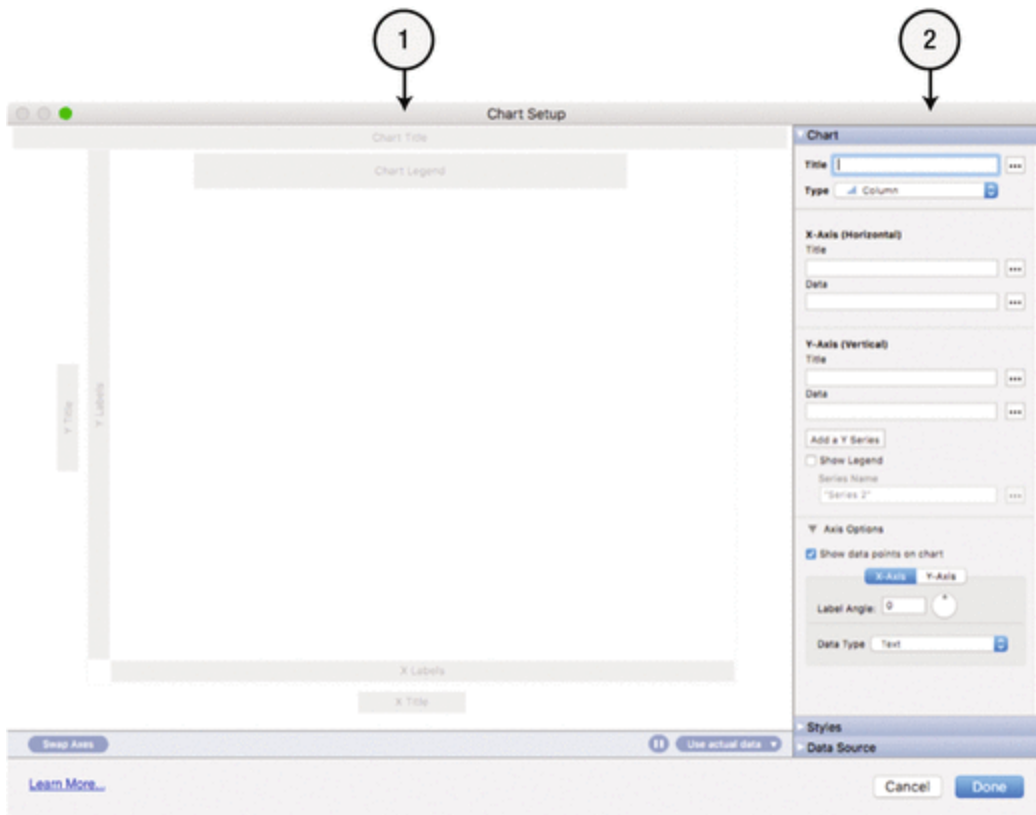 1
2
Chart Setup
Chart Title
Chart Legend
Y Title
Y Labels
X Labels
X Title
Swap Axes
Use actual data
Learn More...
Chart
Title
...
Type
Column
X-Axis (Horizontal)
Title
...
Data
...
Y-Axis (Vertical)
Title
...
Data
...
Add a Y Series
Show Legend
Series Name
"Series 2"
...
Axis Options
Show data points on chart
X-Axis Y-Axis
Label Angle: 0
Data Type Text
Styles
Data Source
Cancel Done